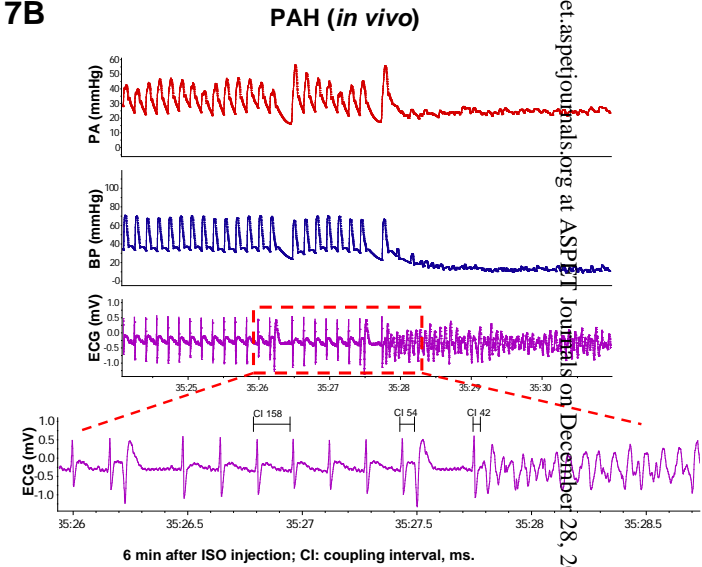 7B
PAH (in vivo)
PA (mmHg)
60
50
40
30
20
10
0
BP (mmHg)
100
80
60
40
20
-0
ECG (mV)
1.0
0.5
0.0
-0.5
-1.0
35:25 35:26 35:27 35:28 35:29 35:30
CI 158 CI 54 CI 42
ECG (mV)
1.0
0.5
0.0
-0.5
-1.0
35:26 35:26.5 35:27 35:27.5 35:28 35:28.5
6 min after ISO injection; CI: coupling interval, ms.
et.aspetjournals.org at ASPET Journals on December 28, 2